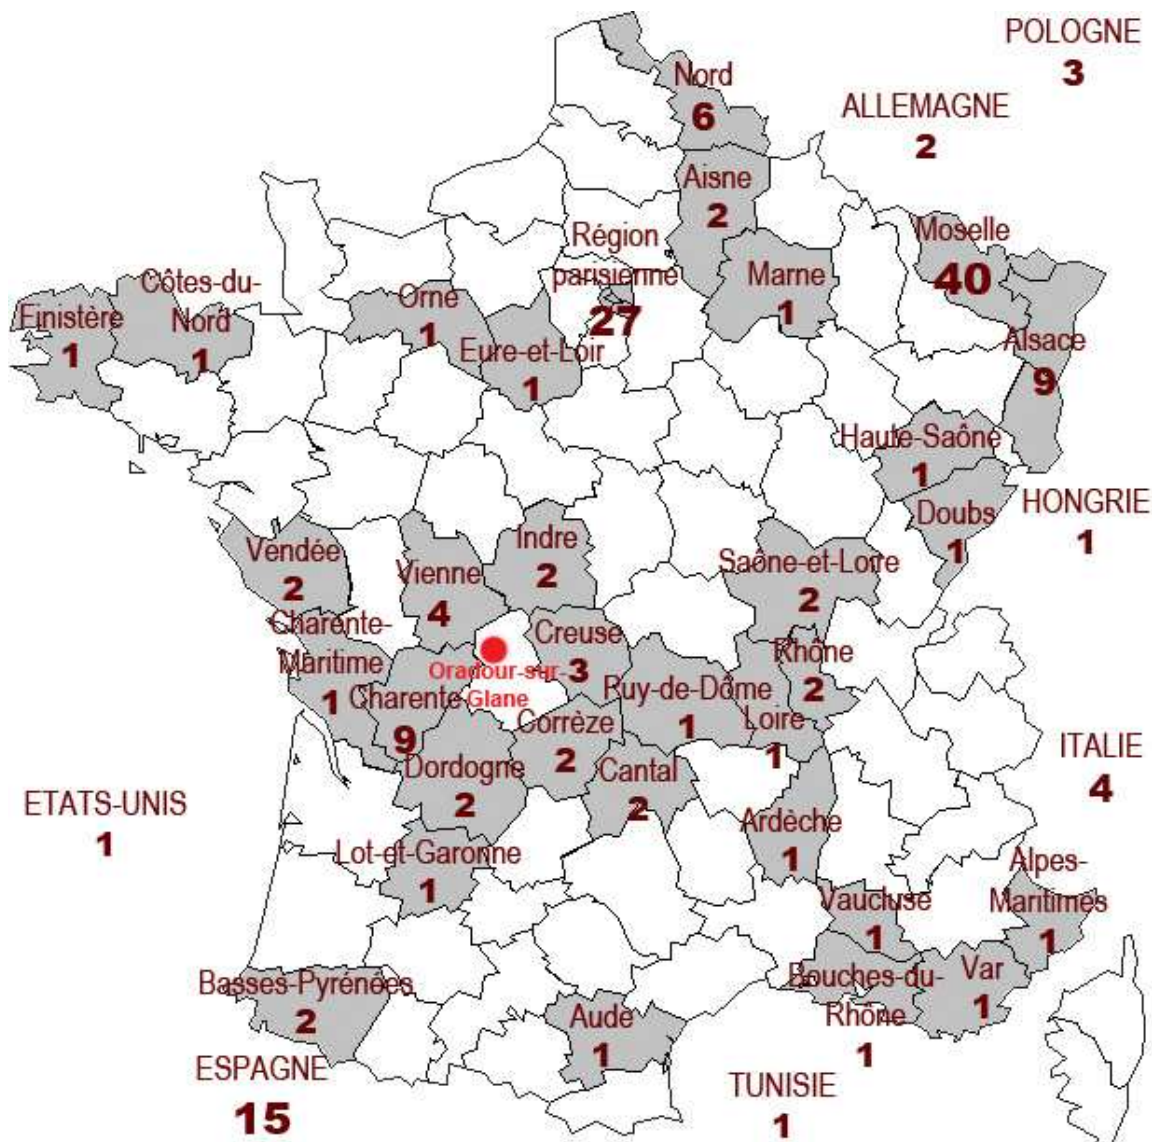 POLOGNE
3
ALLEMAGNE
2
Nord
6
Aisne
2
Région
parisienne
27
Marne
1
Moselle
40
Alsace
9
Finistère
1
Côtes-du-
Nord
1
Orne
1
Eure-et-Loir
1
Haute-Saône
1
Doubs
1
HONGRIE
1
Vendée
2
Vienne
4
Indre
2
Saône-et-Loire
2
Charente-
Maritime
1
Charente
9
Oradour-sur-
Glane
Creuse
3
Puy-de-Dôme
1
Rhône
2
Loire
1
Corrèze
2
Dordogne
2
Cantal
2
Ardèche
1
ITALIE
4
ETATS-UNIS
1
Lot-et-Garonne
1
Vaucluse
1
Alpes-
Maritimes
1
Basses-Pyrénées
2
Aude
1
Bouches-du-
Rhône
1
Var
1
ESPAGNE
15
TUNISIE
1